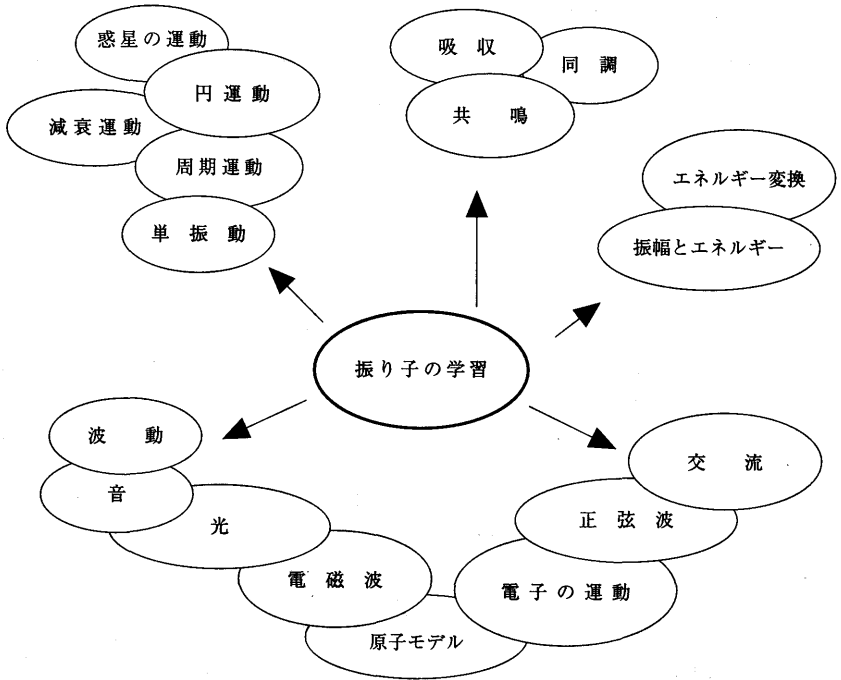 惑星の運動
円運動
減衰運動
周期運動
単振動
吸収
同調
共鳴
エネルギー変換
振幅とエネルギー
振り子の学習
波動
音
光
電磁波
原子モデル
電子の運動
正弦波
交流